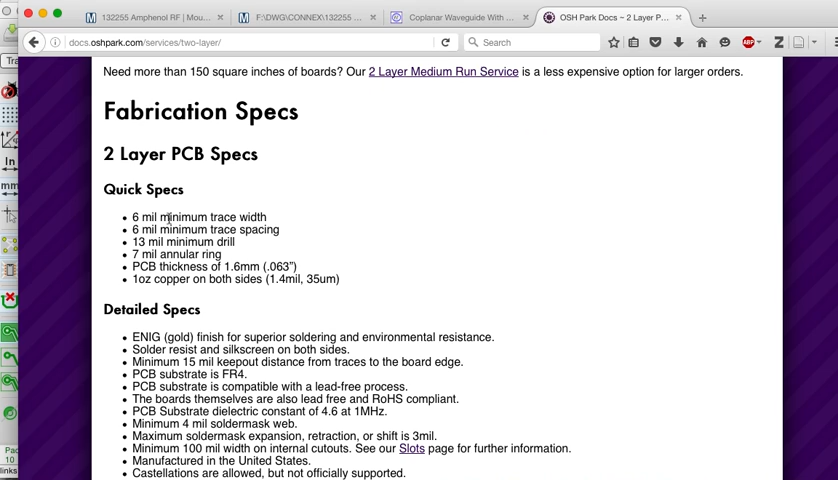 132255 Amphenol RF | Mou...
F:\DWG\CONNEX\132255 ...
Coplanar Waveguide With ...
OSH Park Docs ~ 2 Layer P...
docs.oshpark.com/services/two-layer/
Search
ABP
Z
Tra
In
mm
Pac
10
links
Need more than 150 square inches of boards? Our 2 Layer Medium Run Service is a less expensive option for larger orders.
Fabrication Specs
2 Layer PCB Specs
Quick Specs
6 mil minimum trace width
6 mil minimum trace spacing
13 mil minimum drill
7 mil annular ring
PCB thickness of 1.6mm (.063”)
1oz copper on both sides (1.4mil, 35um)
Detailed Specs
ENIG (gold) finish for superior soldering and environmental resistance.
Solder resist and silkscreen on both sides.
Minimum 15 mil keepout distance from traces to the board edge.
PCB substrate is FR4.
PCB substrate is compatible with a lead-free process.
The boards themselves are also lead free and RoHS compliant.
PCB Substrate dielectric constant of 4.6 at 1MHz.
Minimum 4 mil soldermask web.
Maximum soldermask expansion, retraction, or shift is 3mil.
Minimum 100 mil width on internal cutouts. See our Slots page for further information.
Manufactured in the United States.
Castellations are allowed, but not officially supported.